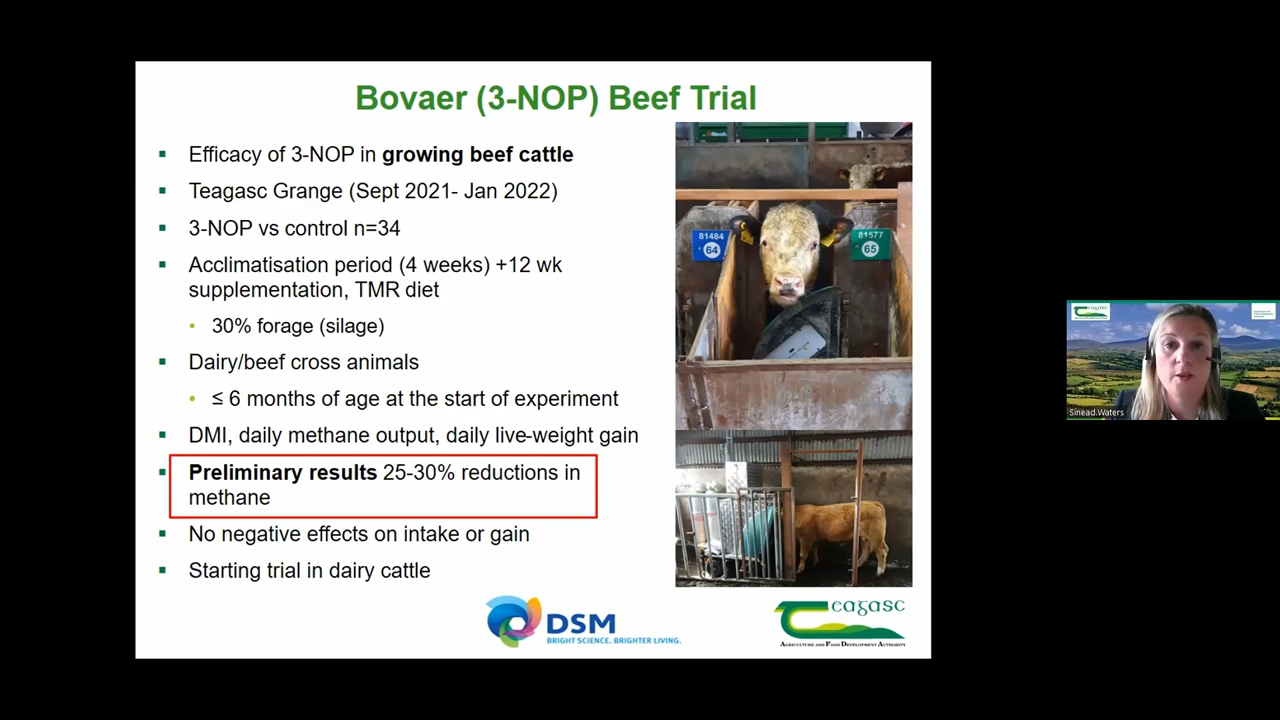 Bovaer (3-NOP) Beef Trial
Efficacy of 3-NOP in growing beef cattle
Teagasc Grange (Sept 2021- Jan 2022)
3-NOP vs control n=34
Acclimatisation period (4 weeks) +12 wk
supplementation, TMR diet
30% forage (silage)
Dairy/beef cross animals
≤ 6 months of age at the start of experiment
DMI, daily methane output, daily live-weight gain
Preliminary results 25-30% reductions in
methane
No negative effects on intake or gain
Starting trial in dairy cattle
81484
64
81577
65
DSM
BRIGHT SCIENCE. BRIGHTER LIVING.
Teagasc
AGRICULTURE AND FOOD DEVELOPMENT AUTHORITY
Teagasc
Sinead.Waters